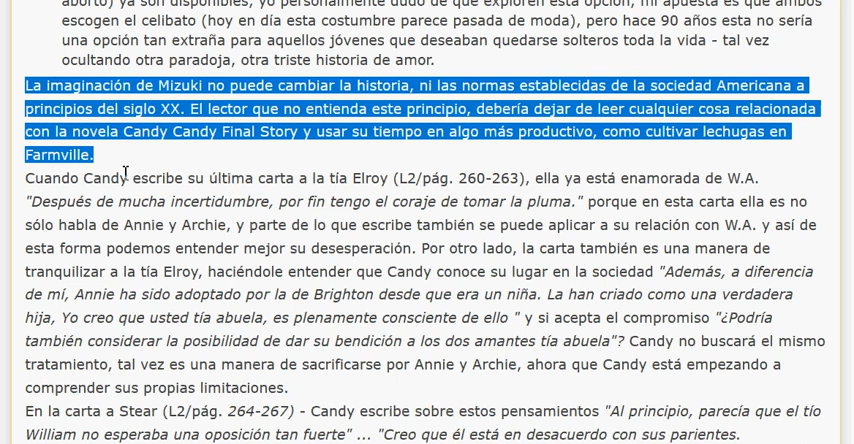 aborto) ya son disponibles, yo personalmente dudo de que exploren esta opción, mi apuesta es que ambos
escogen el celibato (hoy en día esta costumbre parece pasada de moda), pero hace 90 años esta no sería
una opción tan extraña para aquellos jóvenes que deseaban quedarse solteros toda la vida - tal vez
ocultando otra paradoja, otra triste historia de amor.
La imaginación de Mizuki no puede cambiar la historia, ni las normas establecidas de la sociedad Americana a
principios del siglo XX. El lector que no entienda este principio, debería dejar de leer cualquier cosa relacionada
con la novela Candy Candy Final Story y usar su tiempo en algo más productivo, como cultivar lechugas en
Farmville.
Cuando Candy escribe su última carta a la tía Elroy (L2/pág. 260-263), ella ya está enamorada de W.A.
"Después de mucha incertidumbre, por fin tengo el coraje de tomar la pluma." porque en esta carta ella es no
sólo habla de Annie y Archie, y parte de lo que escribe también se puede aplicar a su relación con W.A. y así de
esta forma podemos entender mejor su desesperación. Por otro lado, la carta también es una manera de
tranquilizar a la tía Elroy, haciéndole entender que Candy conoce su lugar en la sociedad "Además, a diferencia
de mí, Annie ha sido adoptado por la de Brighton desde que era un niña. La han criado como una verdadera
hija, Yo creo que usted tía abuela, es plenamente consciente de ello " y si acepta el compromiso "¿Podría
también considerar la posibilidad de dar su bendición a los dos amantes tía abuela"? Candy no buscará el mismo
tratamiento, tal vez es una manera de sacrificarse por Annie y Archie, ahora que Candy está empezando a
comprender sus propias limitaciones.
En la carta a Stear (L2/pág. 264-267) - Candy escribe sobre estos pensamientos "Al principio, parecía que el tío
William no esperaba una oposición tan fuerte" ... "Creo que él está en desacuerdo con sus parientes.